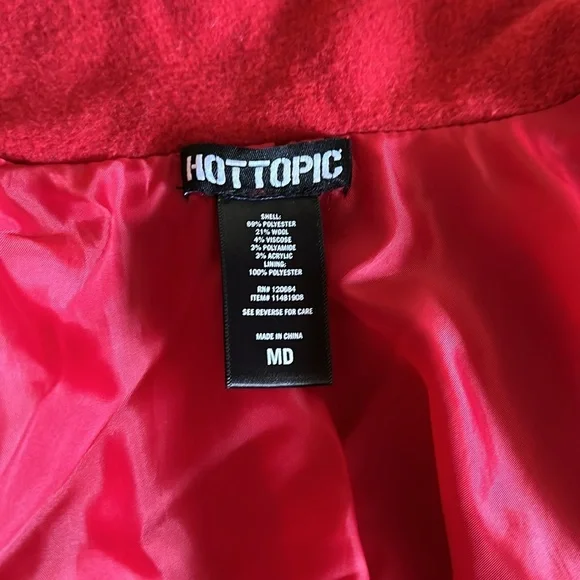 HOTTOPIC
SHELL:
69% POLYESTER
21% WOOL
4% VISCOSE
3% POLYAMIDE
3% ACRYLIC
LINING:
100% POLYESTER
RN# 120684
ITEM# 11481908
SEE REVERSE FOR CARE
MADE IN CHINA
MD